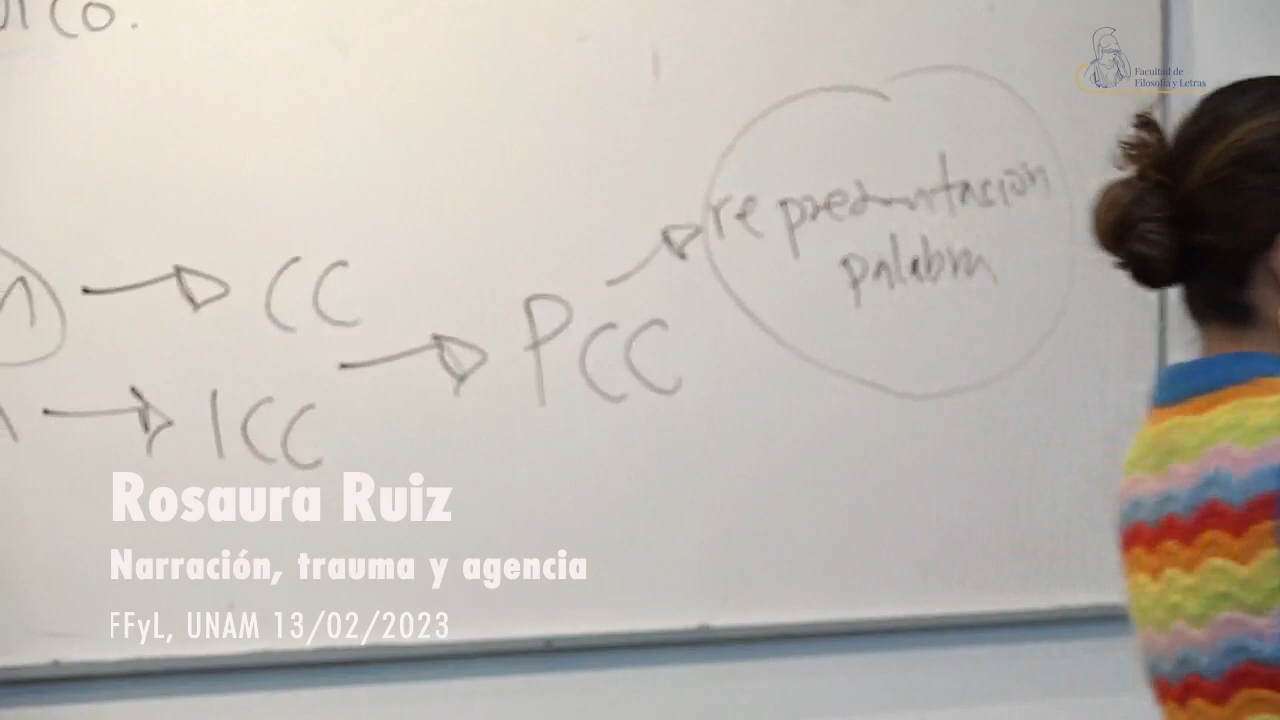 Facultad de
Filosofía y Letras
CC
ICC
PCC
representación
palabra
Rosaura Ruiz
Narración, trauma y agencia
FFyL, UNAM 13/02/2023